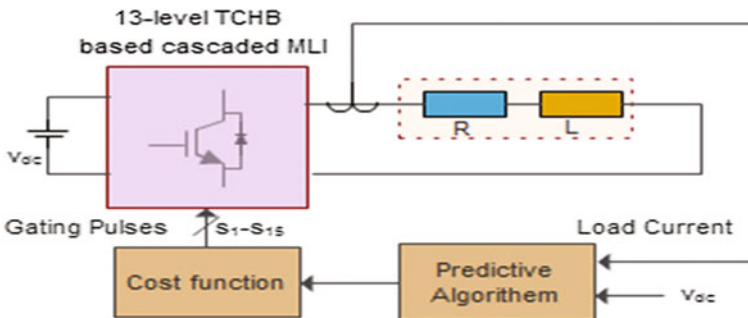 13-level TCHB
based cascaded MLI
Vdc
R
L
Gating Pulses
S1-S15
Load Current
Cost function
Predictive
Algorithem
Vdc